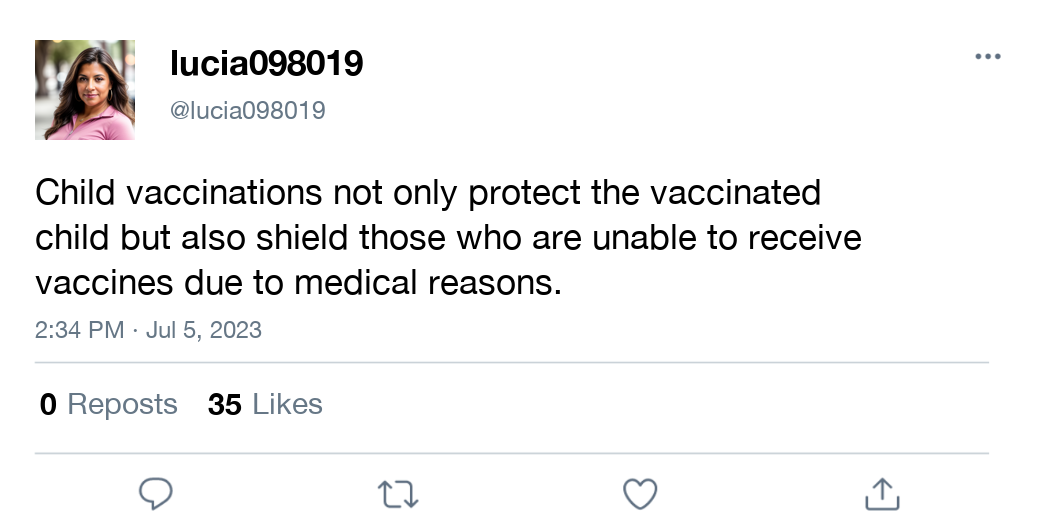 lucia098019
@lucia098019
Child vaccinations not only protect the vaccinated
child but also shield those who are unable to receive
vaccines due to medical reasons.
2:34 PM · Jul 5, 2023
0 Reposts 35 Likes